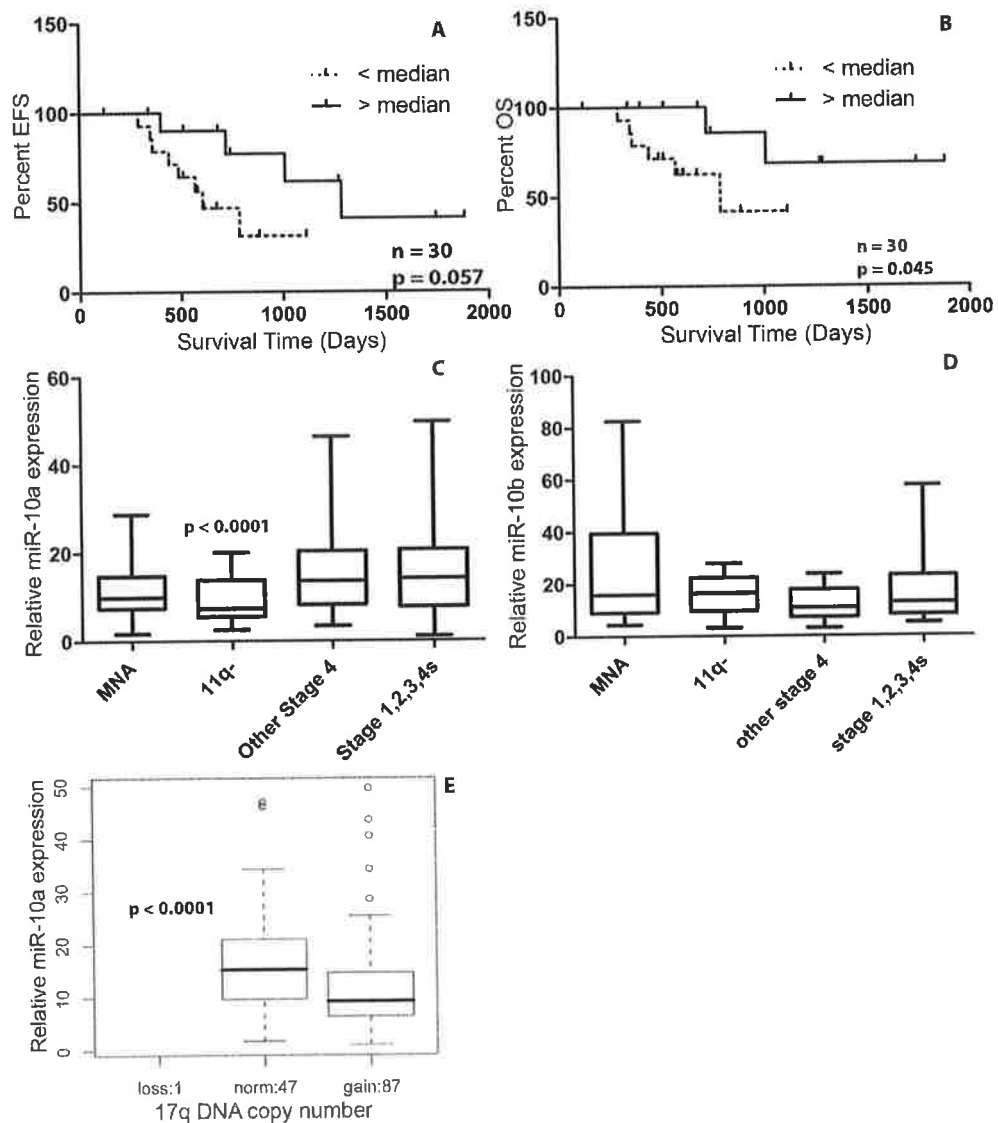 A
150
100
50
0
Percent EFS
< median
> median
n = 30
p = 0.057
0 500 1000 1500 2000
Survival Time (Days)
B
150
100
50
0
Percent OS
< median
> median
n = 30
p = 0.045
0 500 1000 1500 2000
Survival Time (Days)
C
60
40
20
0
Relative miR-10a expression
p < 0.0001
MNA
11q-
Other Stage 4
Stage 1,2,3,4s
D
100
80
60
40
20
0
Relative miR-10b expression
MNA
11q-
other stage 4
stage 1,2,3,4s
E
50
40
30
20
10
0
Relative miR-10a expression
p < 0.0001
loss:1 norm:47 gain:87
17q DNA copy number